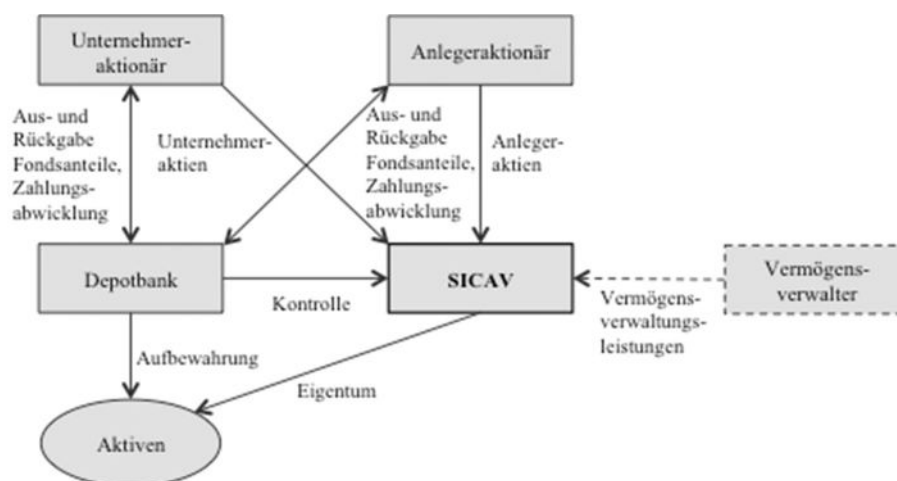 Unternehmer-
aktionär
Anlegeraktionär
Aus- und
Rückgabe
Fondsanteile,
Zahlungs-
abwicklung
Unternehmer-
aktien
Aus- und
Rückgabe
Fondsanteile,
Zahlungs-
abwicklung
Anleger-
aktien
Depotbank
Kontrolle
SICAV
Vermögens-
verwaltungs-
leistungen
Vermögens-
verwalter
Aufbewahrung
Eigentum
Aktiven